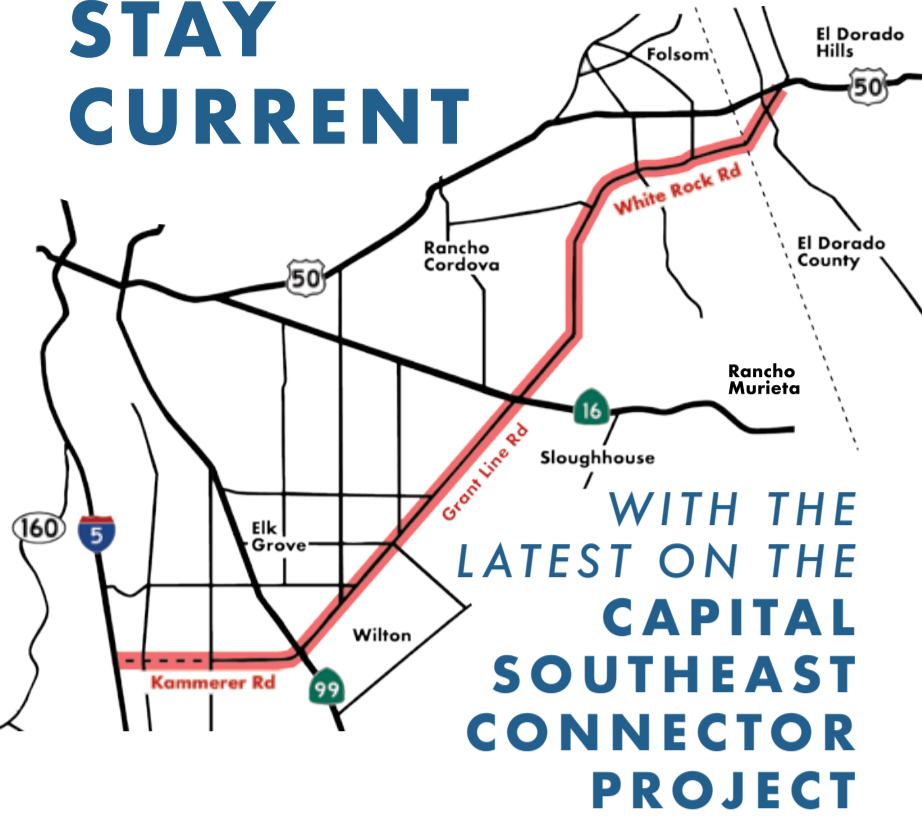 STAY
CURRENT
El Dorado
Hills
Folsom
50
White Rock Rd
Rancho
Cordova
El Dorado
County
50
Rancho
Murieta
16
Sloughhouse
Grant Line Rd
160
5
Elk
Grove
Wilton
Kammerer Rd
99
WITH THE
LATEST ON THE
CAPITAL
SOUTHEAST
CONNECTOR
PROJECT